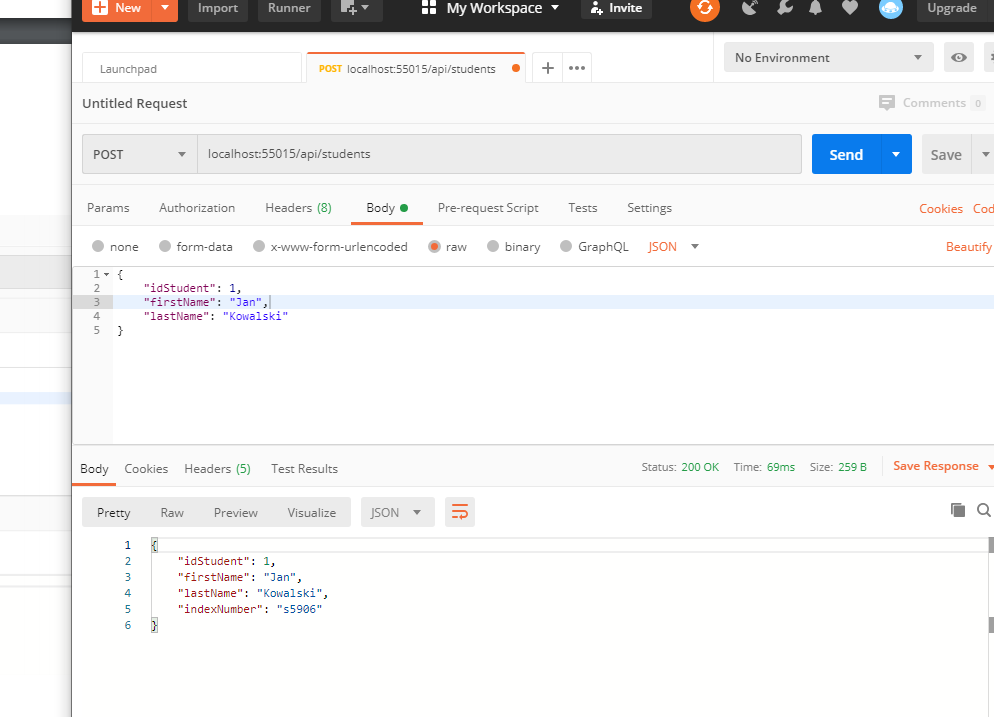 New Import Runner My Workspace Invite Upgrade
Launchpad POST localhost:55015/api/students No Environment
Untitled Request Comments 0
POST localhost:55015/api/students Send Save
Params Authorization Headers (8) Body Pre-request Script Tests Settings Cookies Cod
none form-data x-www-form-urlencoded raw binary GraphQL JSON Beautify
1 {
2 "idStudent": 1,
3 "firstName": "Jan",
4 "lastName": "Kowalski"
5 }
Body Cookies Headers (5) Test Results Status: 200 OK Time: 69ms Size: 259 B Save Response
Pretty Raw Preview Visualize JSON
1 {
2 "idStudent": 1,
3 "firstName": "Jan",
4 "lastName": "Kowalski",
5 "indexNumber": "s5906"
6 }